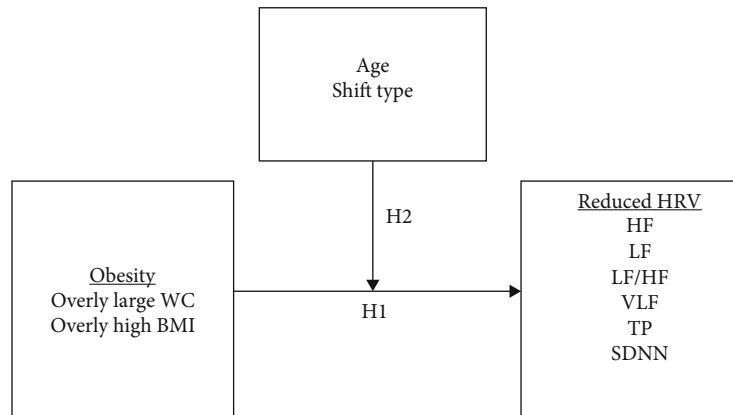 Age
Shift type
H2
Obesity
Overly large WC
Overly high BMI
H1
Reduced HRV
HF
LF
LF/HF
VLF
TP
SDNN